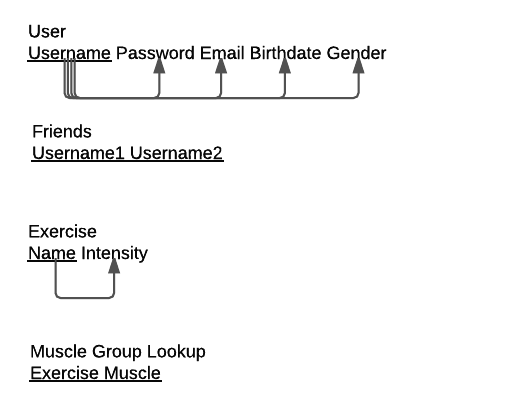 User
Username Password Email Birthdate Gender
Friends
Username1 Username2
Exercise
Name Intensity
Muscle Group Lookup
Exercise Muscle